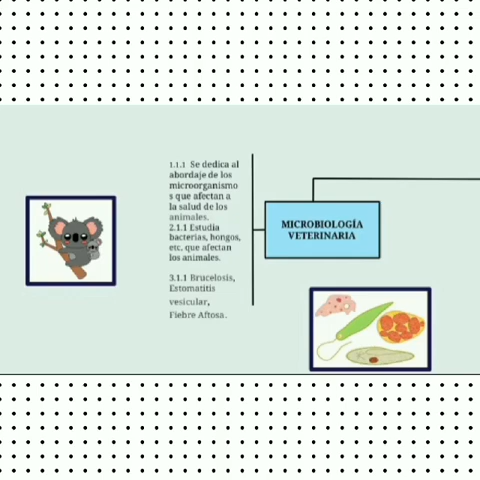 1.1.1 Se dedica al
abordaje de los
microorganismo
s que afectan a
la salud de los
animales.
2.1.1 Estudia
bacterias, hongos,
etc. que afectan
los animales.
3.1.1 Brucelosis,
Estomatitis
vesicular,
Fiebre Aftosa.
MICROBIOLOGÍA
VETERINARIA